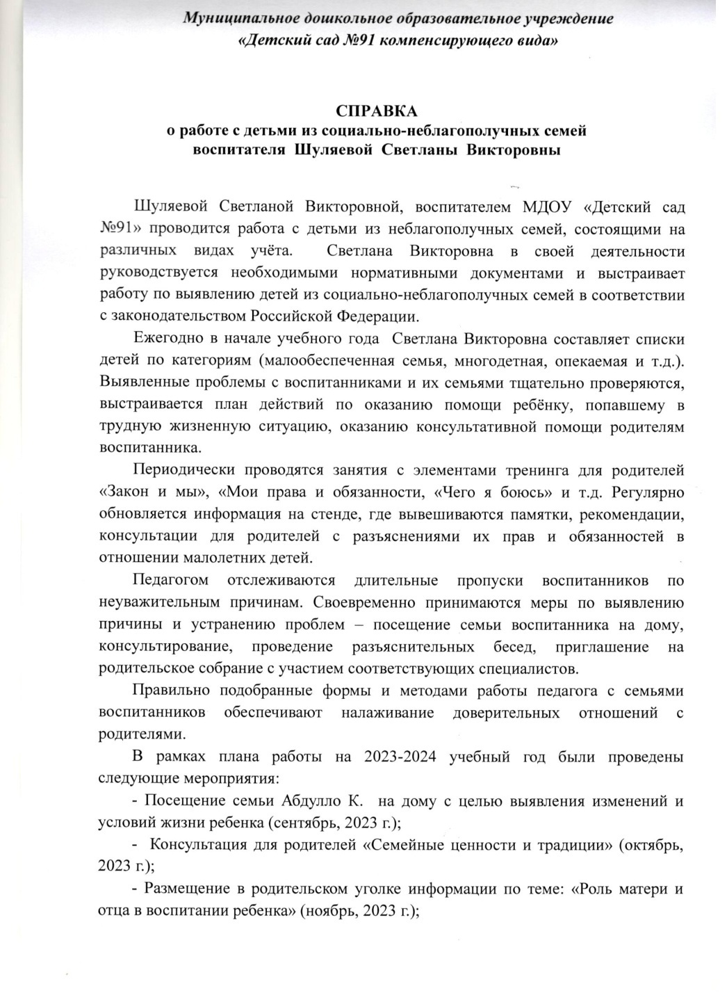 Муниципальное дошкольное образовательное учреждение
«Детский сад №91 компенсирующего вида»
СПРАВКА
о работе с детьми из социально-неблагополучных семей
воспитателя Шуляевой Светланы Викторовны
Шуляевой Светланой Викторовной, воспитателем МДОУ «Детский сад
№91» проводится работа с детьми из неблагополучных семей, состоящими на
различных видах учёта. Светлана Викторовна в своей деятельности
руководствуется необходимыми нормативными документами и выстраивает
работу по выявлению детей из социально-неблагополучных семей в соответствии
с законодательством Российской Федерации.
Ежегодно в начале учебного года Светлана Викторовна составляет списки
детей по категориям (малообеспеченная семья, многодетная, опекаемая и т.д.).
Выявленные проблемы с воспитанниками и их семьями тщательно проверяются,
выстраивается план действий по оказанию помощи ребёнку, попавшему в
трудную жизненную ситуацию, оказанию консультативной помощи родителям
воспитанника.
Периодически проводятся занятия с элементами тренинга для родителей
«Закон и мы», «Мои права и обязанности, «Чего я боюсь» и т.д. Регулярно
обновляется информация на стенде, где вывешиваются памятки, рекомендации,
консультации для родителей с разъяснениями их прав и обязанностей в
отношении малолетних детей.
Педагогом отслеживаются длительные пропуски воспитанников по
неуважительным причинам. Своевременно принимаются меры по выявлению
причины и устранению проблем – посещение семьи воспитанника на дому,
консультирование, проведение разъяснительных бесед, приглашение на
родительское собрание с участием соответствующих специалистов.
Правильно подобранные формы и методами работы педагога с семьями
воспитанников обеспечивают налаживание доверительных отношений с
родителями.
В рамках плана работы на 2023-2024 учебный год были проведены
следующие мероприятия:
- Посещение семьи Абдулло К. на дому с целью выявления изменений и
условий жизни ребенка (сентябрь, 2023 г.);
- Консультация для родителей «Семейные ценности и традиции» (октябрь,
2023 г.);
- Размещение в родительском уголке информации по теме: «Роль матери и
отца в воспитании ребенка» (ноябрь, 2023 г.);